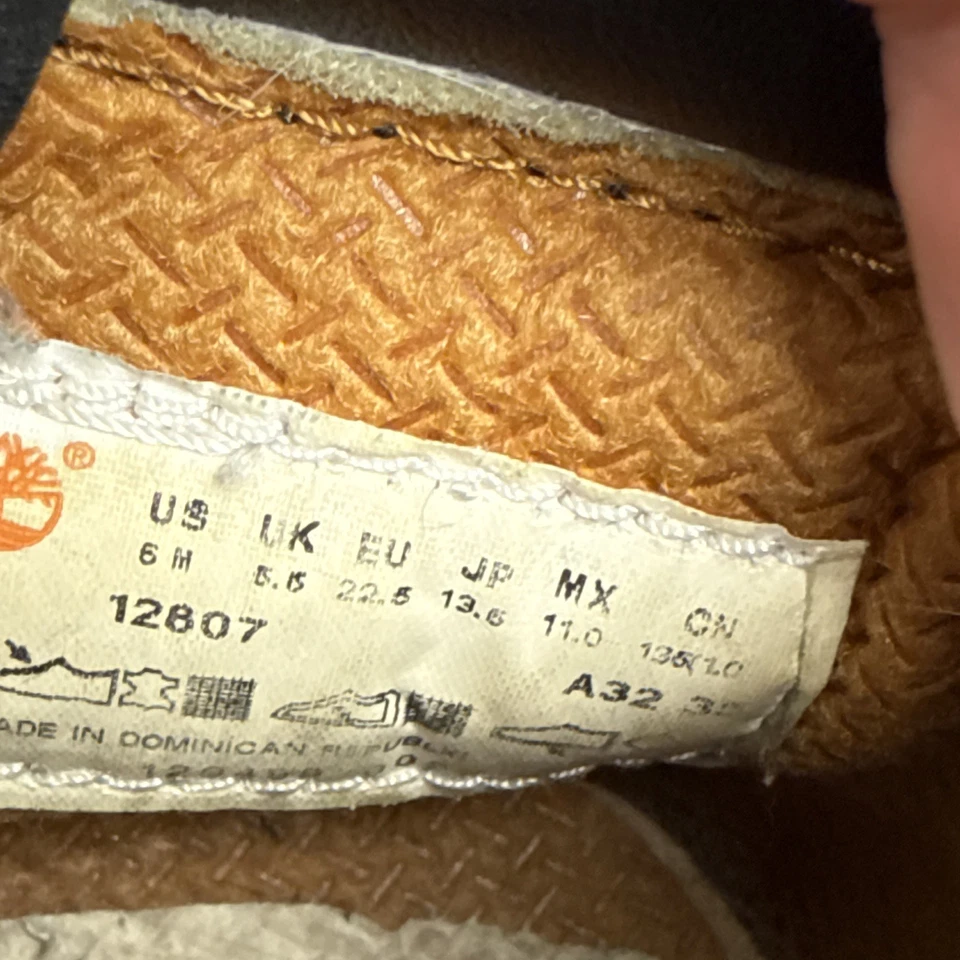 ®
US UK EU JP MX CN
6 M 5.5 22.5 13.5 11.0
12807
A32
ADE IN DOMINICAN REPUBLIC